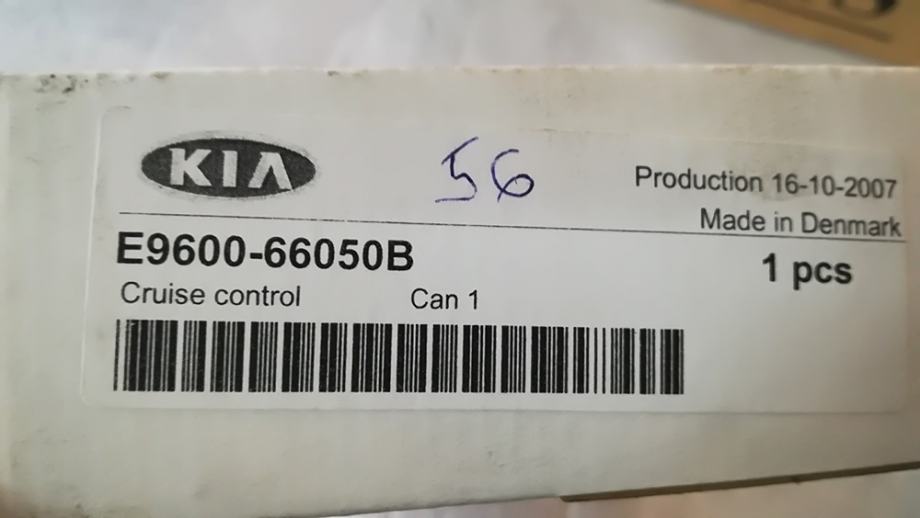 KIA
56
Production 16-10-2007
Made in Denmark
E9600-66050B
1 pcs
Cruise control
Can 1